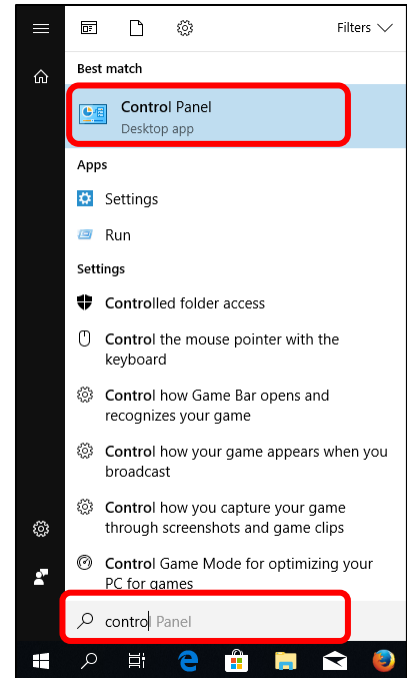 Filters
Best match
Control Panel
Desktop app
Apps
Settings
Run
Settings
Controlled folder access
Control the mouse pointer with the
keyboard
Control how Game Bar opens and
recognizes your game
Control how your game appears when you
broadcast
Control how you capture your game
through screenshots and game clips
Control Game Mode for optimizing your
PC for games
control Panel